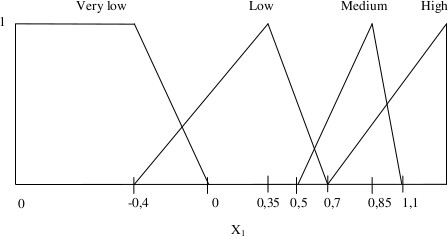 Very low Low Medium High
1
0 -0,4 0 0,35 0,5 0,7 0,85 1,1
X1